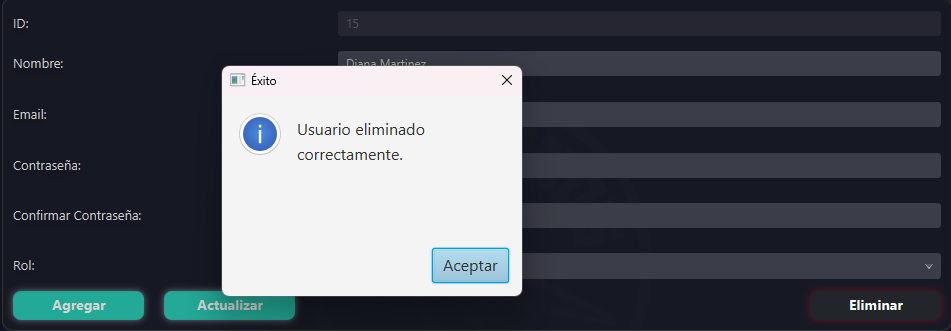 ID:
15
Nombre:
Diana Martinez
Éxito
Email:
Usuario eliminado
correctamente.
Contraseña:
Confirmar Contraseña:
Rol:
Aceptar
Agregar
Actualizar
Eliminar